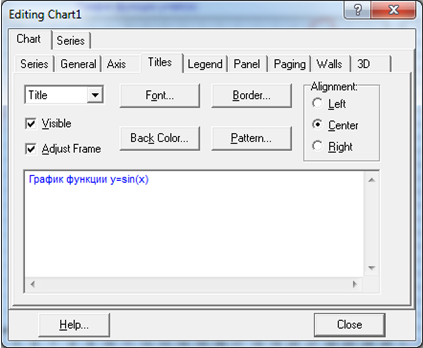 Editing Chart1
Chart Series
Series General Axis Titles Legend Panel Paging Walls 3D
Title Font... Border... Alignment:
Left
Visible
Center
Back Color... Pattern...
Adjust Frame Right
График функции y=sin(x)
Help... Close